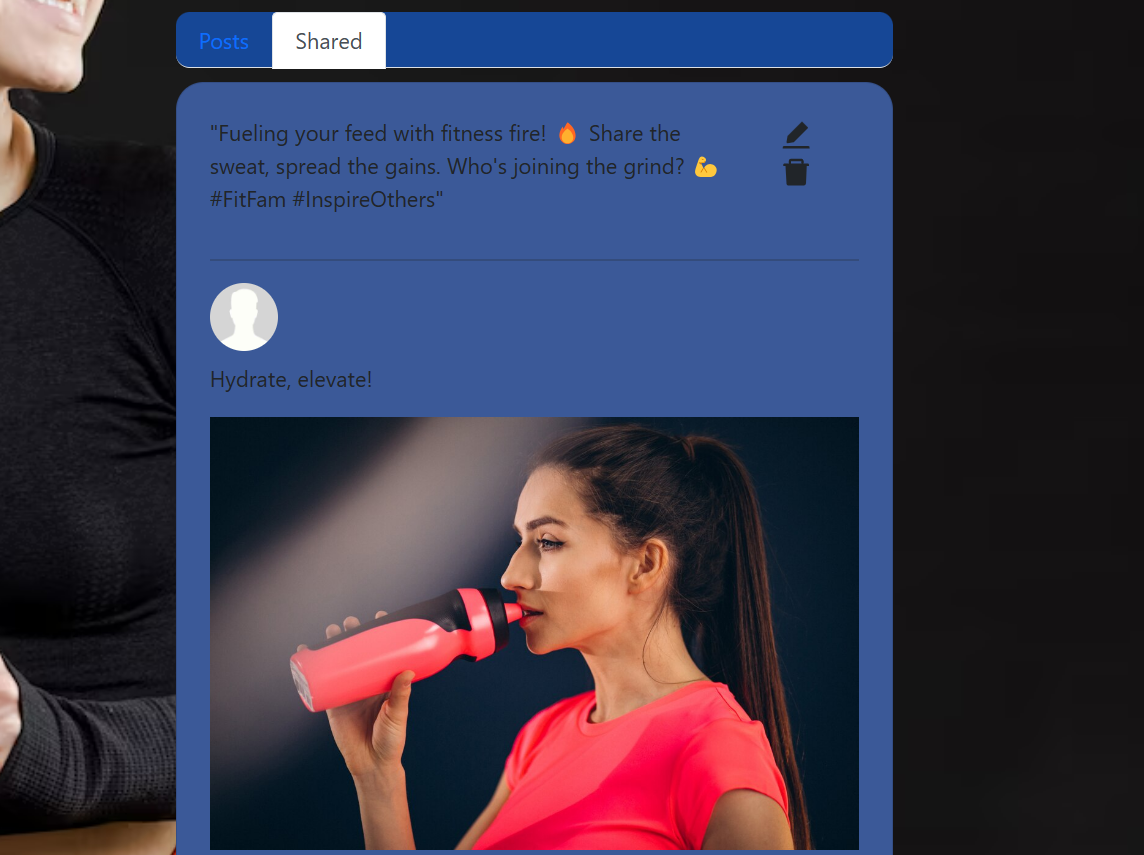 Posts
Shared
"Fueling your feed with fitness fire! 🔥 Share the
sweat, spread the gains. Who's joining the grind? 💪
#FitFam #InspireOthers"
Hydrate, elevate!